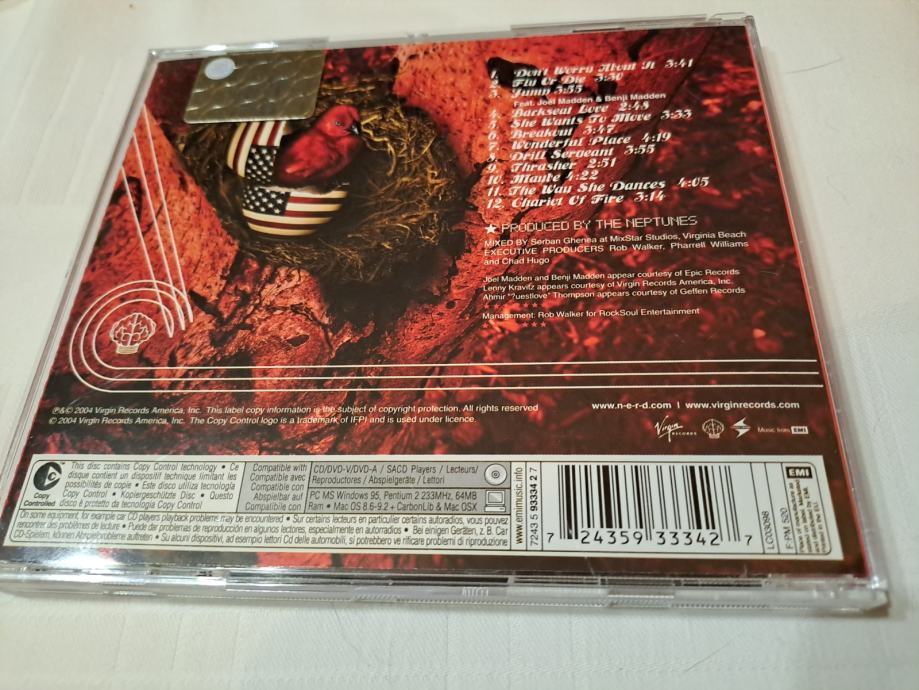 1. Don't Worry About It 3:41
2. Fly Or Die 3:30
3. Jump 3:55
Feat. Joel Madden & Benji Madden
4. Backseat Love 2:48
5. She Wants To Move 3:33
6. Breakout 3:47
7. Wonderful Place 4:19
8. Drill Sergeant 3:55
9. Thrasher 2:51
10. Maybe 4:22
11. The Way She Dances 4:05
12. Chariot Of Fire 3:14
★ PRODUCED BY THE NEPTUNES
MIXED BY Serban Ghenea at MixStar Studios, Virginia Beach
EXECUTIVE PRODUCERS Rob Walker, Pharrell Williams
and Chad Hugo
Joel Madden and Benji Madden appear courtesy of Epic Records
Lenny Kravitz appears courtesy of Virgin Records America, Inc.
Ahmir "?uestlove" Thompson appears courtesy of Geffen Records
Management: Rob Walker for RockSoul Entertainment
℗&© 2004 Virgin Records America, Inc. This label copy information is the subject of copyright protection. All rights reserved
© 2004 Virgin Records America, Inc. The Copy Control logo is a trademark of IFPI and is used under licence.
www.n-e-r-d.com | www.virginrecords.com
Virgin RECORDS
Music from EMI
Copy Controlled
This disc contains Copy Control technology • Ce
disque contient un dispositif technique limitant les
possibilités de copie • Este disco utiliza tecnología
Copy Control • Kopiergeschützte Disc • Questo
disco è protetto da tecnologia Copy Control
Compatible with
Compatible avec
Compatible con
Abspielbar auf
Compatibile con
CD/DVD-V/DVD-A / SACD Players / Lecteurs/
Reproductores / Abspielgeräte / Lettori
PC MS Windows 95, Pentium 2 233MHz, 64MB
Ram • Mac OS 8.6-9.2 + CarbonLib & Mac OSX
On some equipment, for example car CD players playback problems may be encountered • Sur certains lecteurs en particulier certains autoradios, vous pouvez
rencontrer des problèmes de lecture • Puede dar problemas de reproducción en algunos lectores, especialmente en autoradios • Bei einigen Geräten, z. B. Car
CD-Spielern, können Abspielprobleme auftreten • Su alcuni dispositivi, ad esempio lettori Cd delle automobili, si potrebbero verificare problemi di riproduzione
www.emimusic.info
7243 5 93334 2 7
7 24359 33342 7
LC03098
F: PM 520
EMI